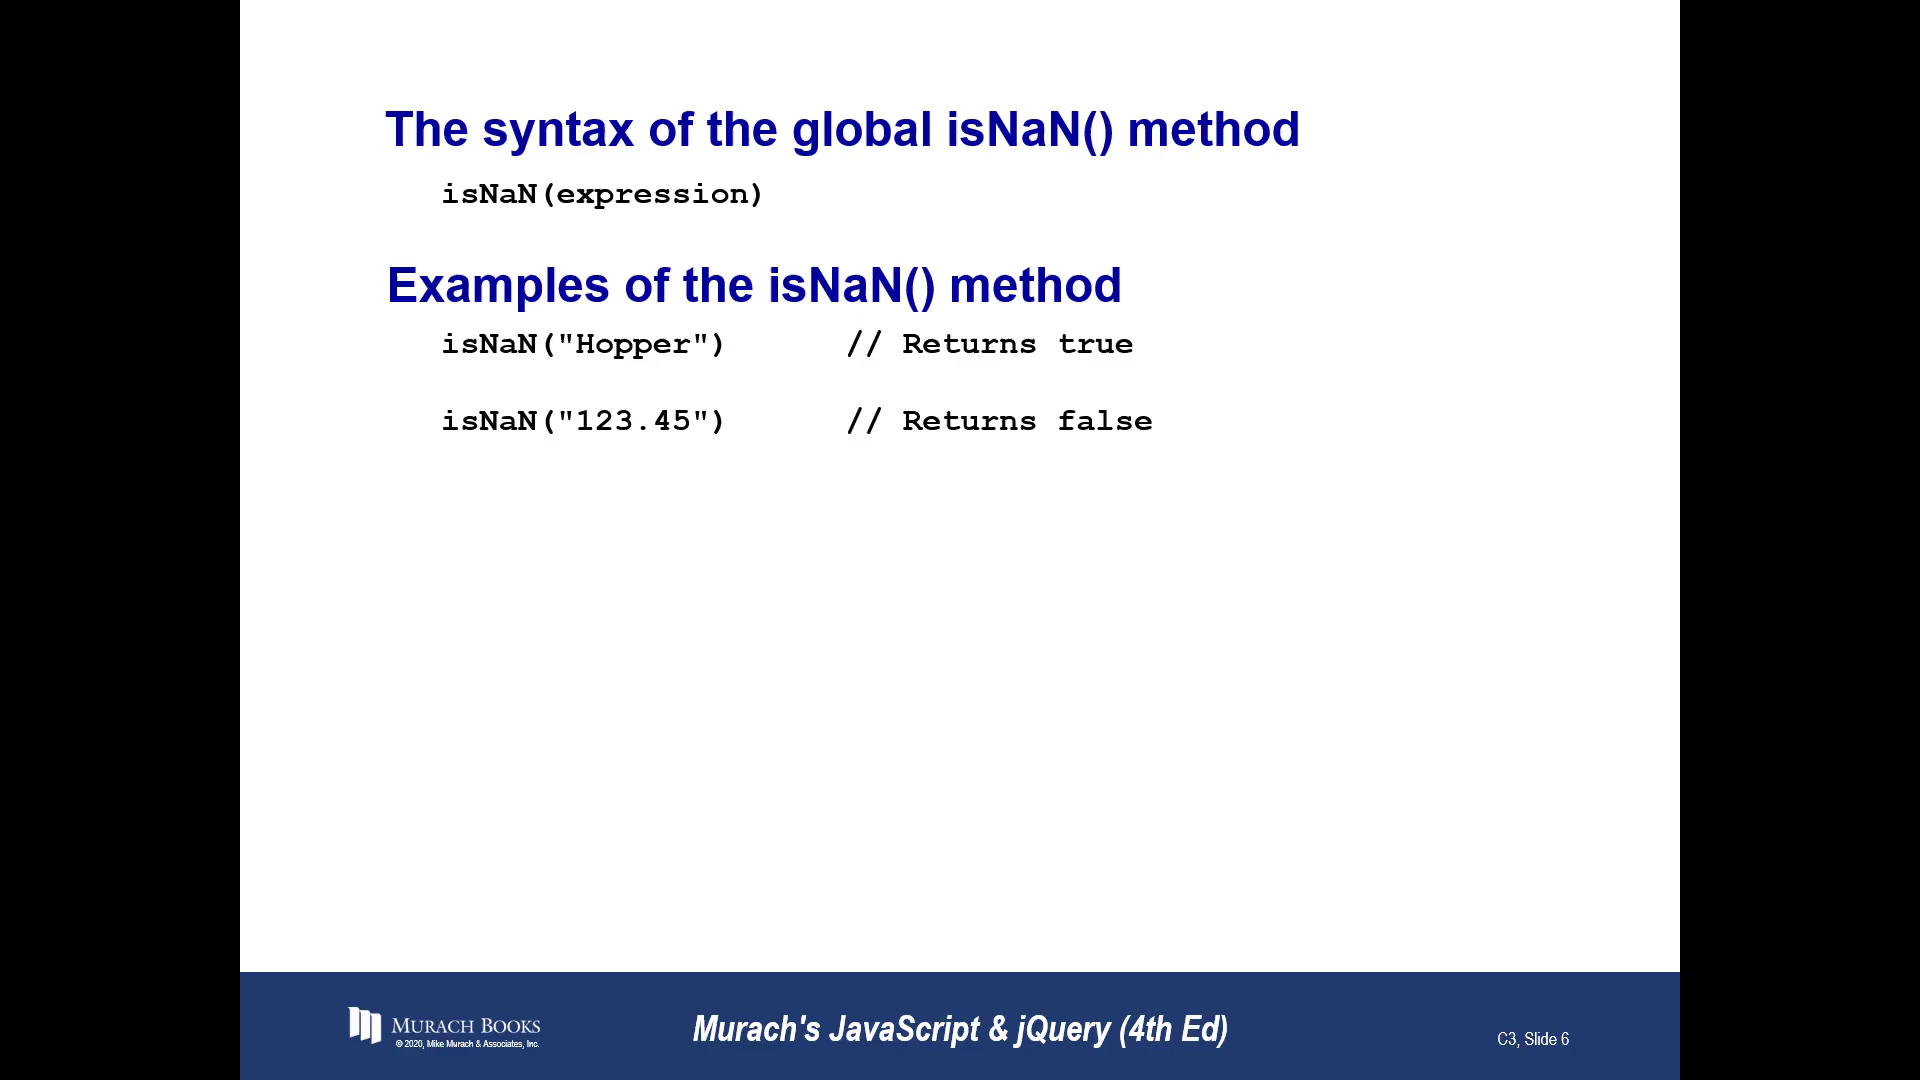 The syntax of the global isNaN() method
isNaN(expression)
Examples of the isNaN() method
isNaN("Hopper") // Returns true
isNaN("123.45") // Returns false
MURACH BOOKS
© 2020, Mike Murach & Associates, Inc.
Murach's JavaScript & jQuery (4th Ed)
C3, Slide 6